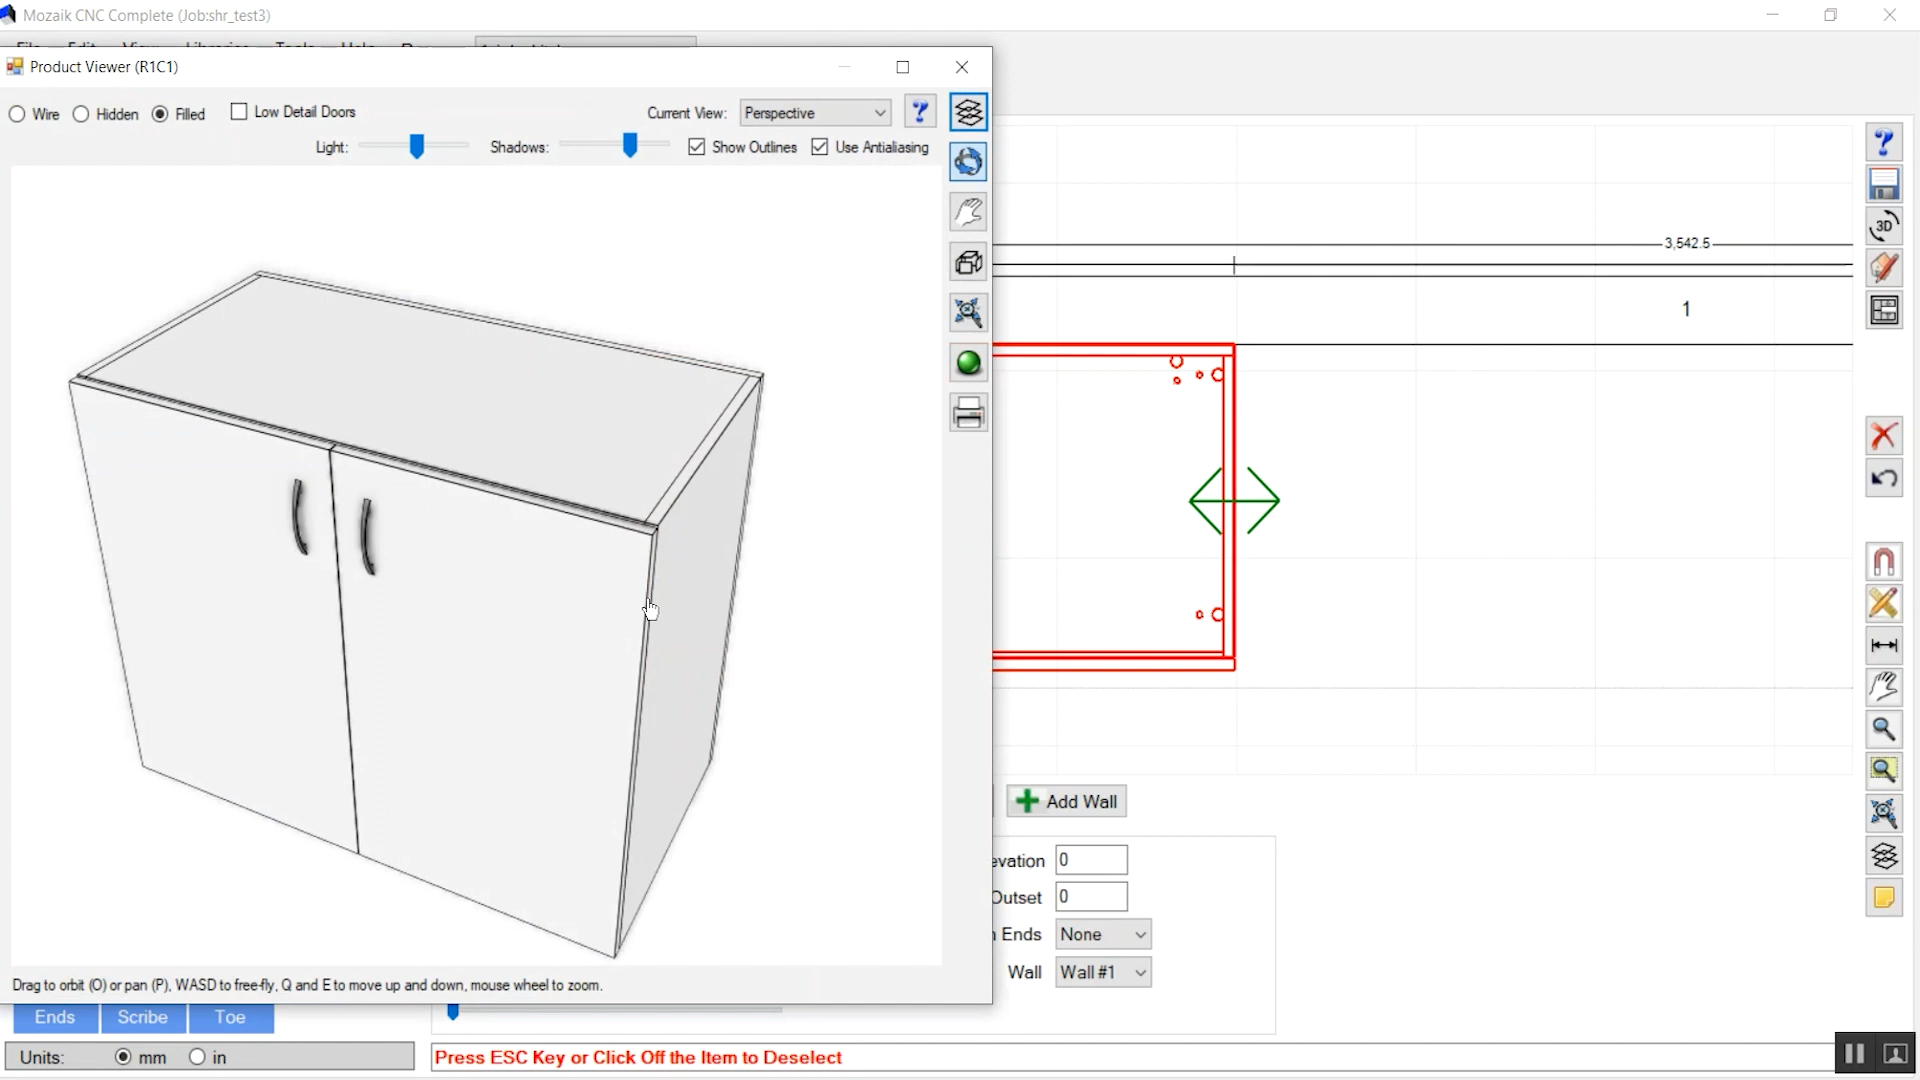 Mozaik CNC Complete (Job:shr_test3)
Product Viewer (R1C1)
Wire Hidden Filled Low Detail Doors Current View: Perspective
Light: Shadows: Show Outlines Use Antialiasing
3D
3,542.5
1
Add Wall
evation 0
Outset 0
Ends None
Wall Wall #1
Drag to orbit (O) or pan (P), WASD to free-fly, Q and E to move up and down, mouse wheel to zoom.
Ends Scribe Toe
Units: mm in
Press ESC Key or Click Off the Item to Deselect